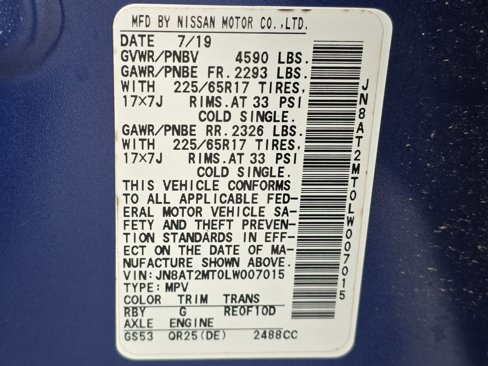 MFD BY NISSAN MOTOR CO.,LTD.
DATE 7/19
GVWR/PNBV 4590 LBS.
GAWR/PNBE FR. 2293 LBS.
WITH 225/65R17 TIRES,
17×7J RIMS. AT 33 PSI
COLD SINGLE.
GAWR/PNBE RR. 2326 LBS.
WITH 225/65R17 TIRES,
17×7J RIMS. AT 33 PSI
COLD SINGLE.
THIS VEHICLE CONFORMS
TO ALL APPLICABLE FED-
ERAL MOTOR VEHICLE SA-
FETY AND THEFT PREVEN-
TION STANDARDS IN EFF-
ECT ON THE DATE OF MA-
NUFACTURE SHOWN ABOVE.
VIN: JN8AT2MT0LW007015
TYPE: MPV
COLOR TRIM TRANS
RBY G RE0F10D
AXLE ENGINE
GS53 QR25(DE) 2488CC
JN8AT2MT0LW007015